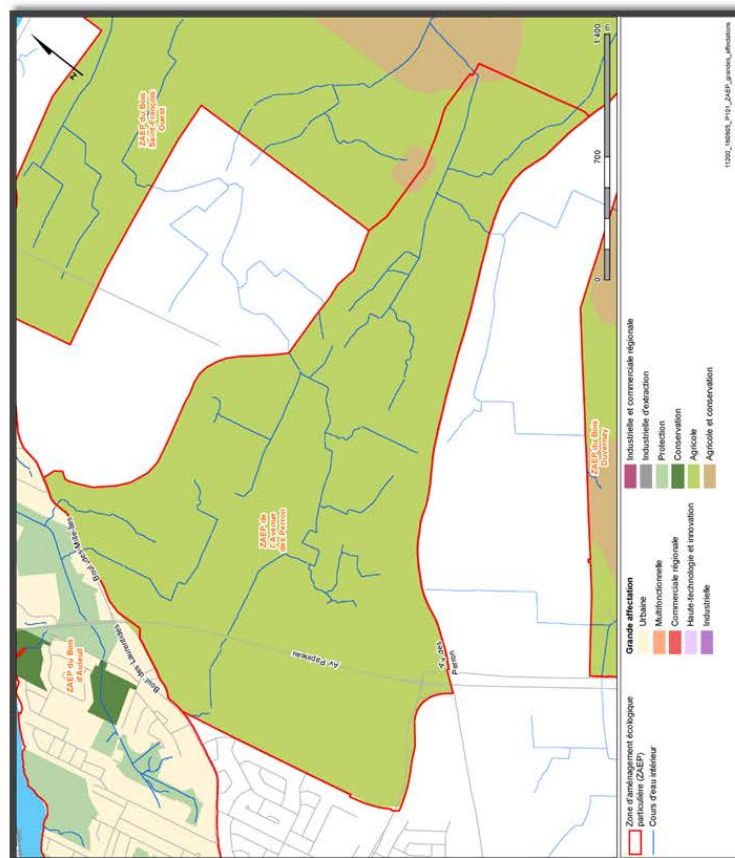 ZAEP du Bois
Saint-François
Ouest
N
ZAEP de
l'Avenue
des Perron
ZAEP du Bois
d'Auteuil
ZAEP du Bois
Duvernay
Boul des Mille-Îles
Boul des Laurentides
Av Papineau
Av des
Perron
0
700
1 400
m
Zone d'aménagement écologique
particulière (ZAEP)
Cours d'eau intérieur
Grande affectation
Urbaine
Multifonctionnelle
Commerciale régionale
Haute-technologie et innovation
Industrielle
Industrielle et commerciale régionale
Industrielle d'extraction
Protection
Conservation
Agricole
Agricole et conservation